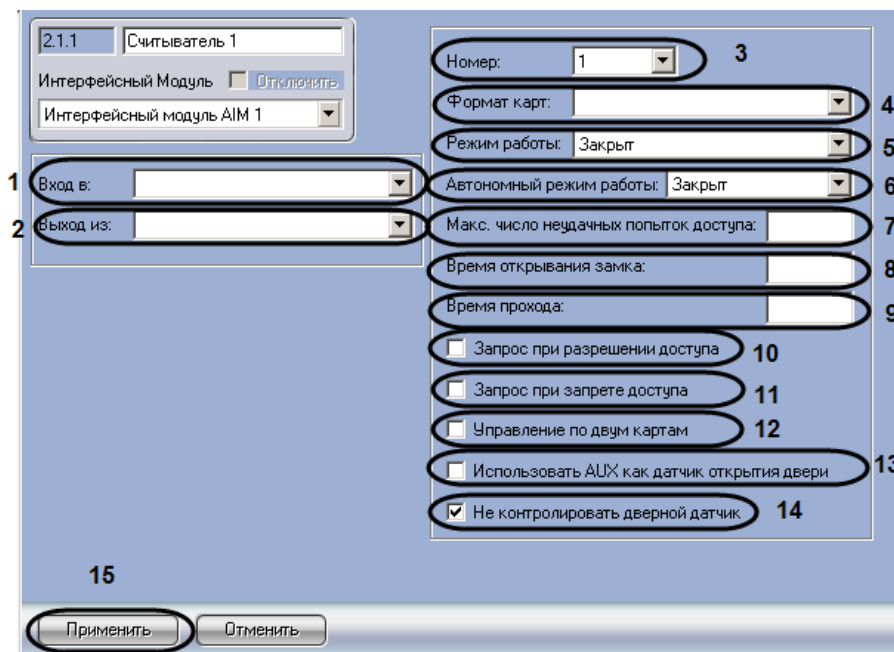 2.1.1 Считыватель 1
Интерфейсный Модуль Отключить
Интерфейсный модуль AIM 1
1 Вход в:
2 Выход из:
Номер: 1 3
Формат карт: 4
Режим работы: Закрыт 5
Автономный режим работы: Закрыт 6
Макс. число неудачных попыток доступа: 7
Время открывания замка: 8
Время прохода: 9
Запрос при разрешении доступа 10
Запрос при запрете доступа 11
Управление по двум картам 12
Использовать AUX как датчик открытия двери 13
Не контролировать дверной датчик 14
15
Применить Отменить